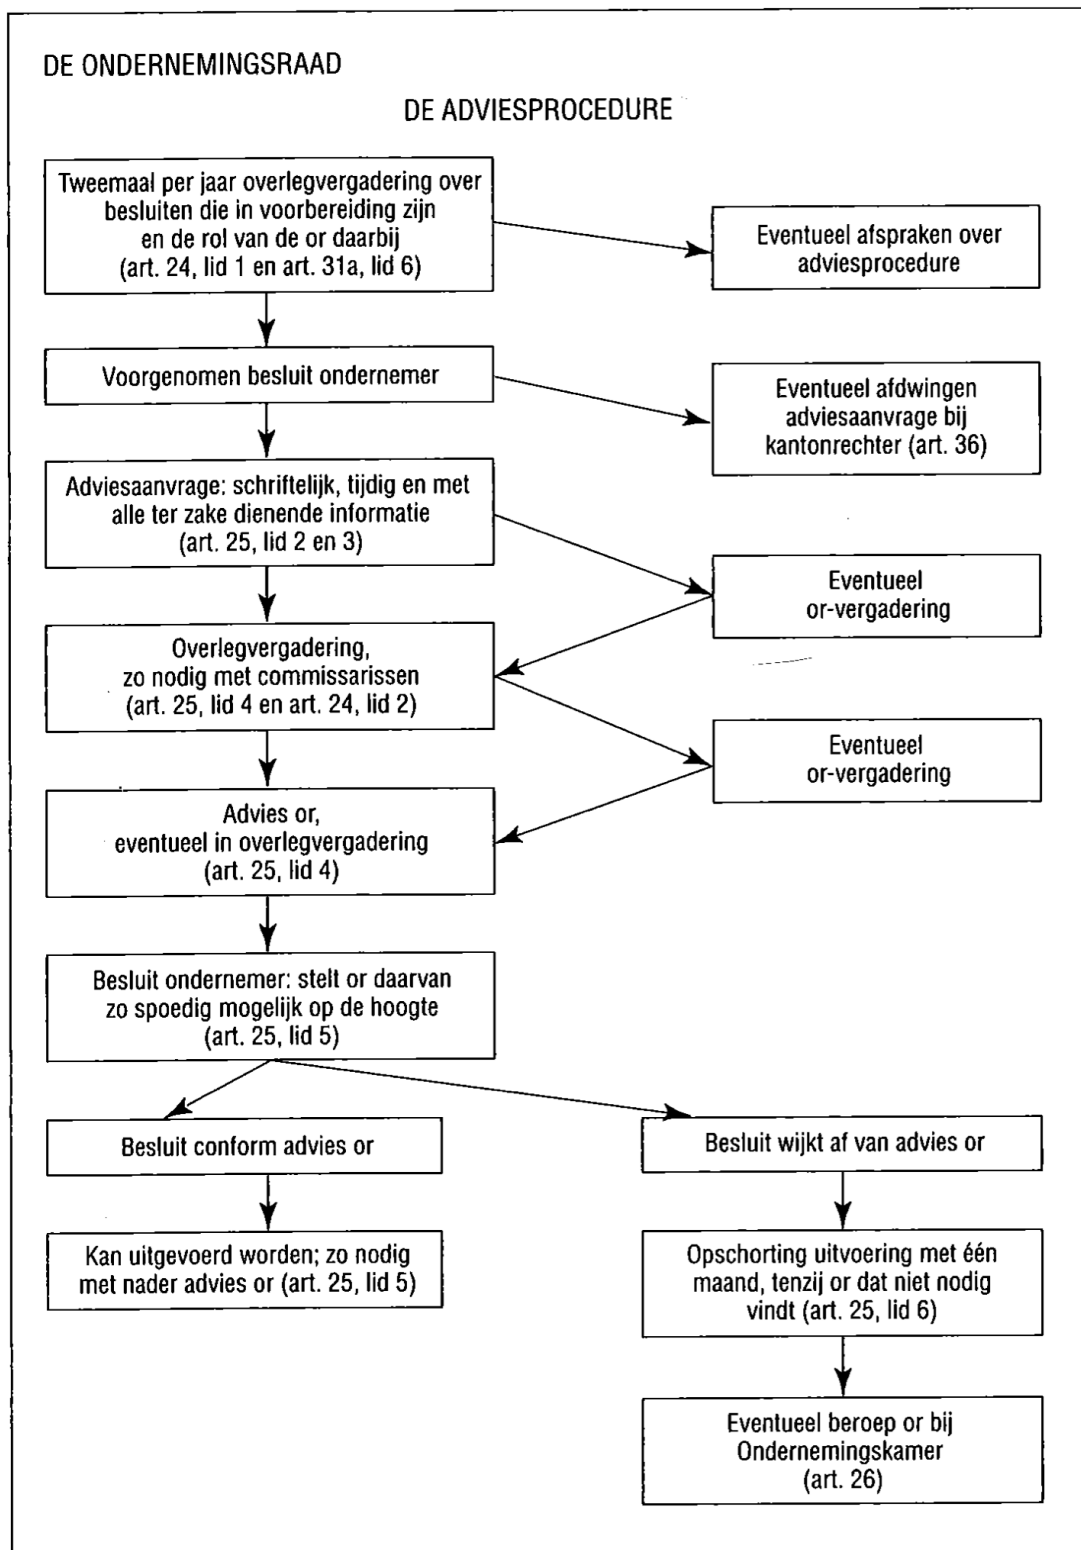 DE ONDERNEMINGSRAAD
DE ADVIESPROCEDURE
Tweemaal per jaar overlegvergadering over
besluiten die in voorbereiding zijn
en de rol van de or daarbij
(art. 24, lid 1 en art. 31a, lid 6)
Eventueel afspraken over
adviesprocedure
Voorgenomen besluit ondernemer
Eventueel afdwingen
adviesaanvrage bij
kantonrechter (art. 36)
Adviesaanvrage: schriftelijk, tijdig en met
alle ter zake dienende informatie
(art. 25, lid 2 en 3)
Eventueel
or-vergadering
Overlegvergadering,
zo nodig met commissarissen
(art. 25, lid 4 en art. 24, lid 2)
Eventueel
or-vergadering
Advies or,
eventueel in overlegvergadering
(art. 25, lid 4)
Besluit ondernemer: stelt or daarvan
zo spoedig mogelijk op de hoogte
(art. 25, lid 5)
Besluit conform advies or
Besluit wijkt af van advies or
Kan uitgevoerd worden; zo nodig
met nader advies or (art. 25, lid 5)
Opschorting uitvoering met één
maand, tenzij or dat niet nodig
vindt (art. 25, lid 6)
Eventueel beroep or bij
Ondernemingskamer
(art. 26)